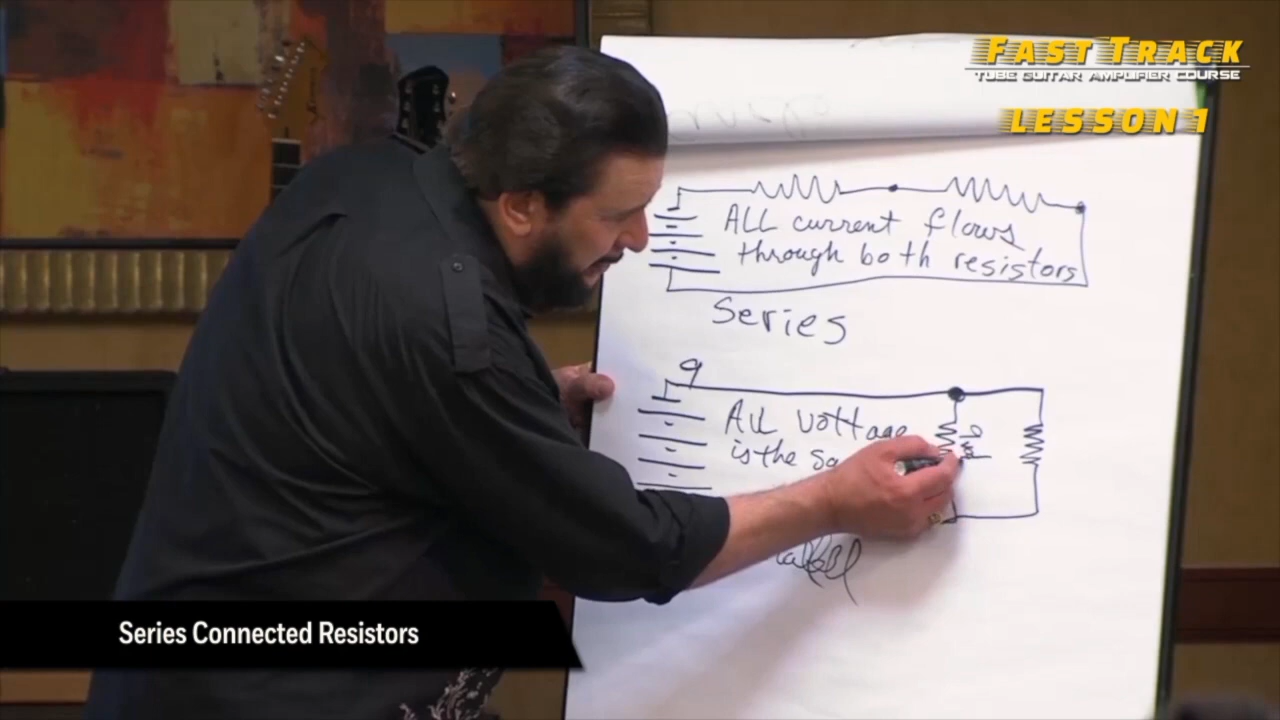 FAST TRACK
TUBE GUITAR AMPLIFIER COURSE
LESSON 1
ALL current flows
through both resistors
Series
9
All voltage
is the
Series Connected Resistors